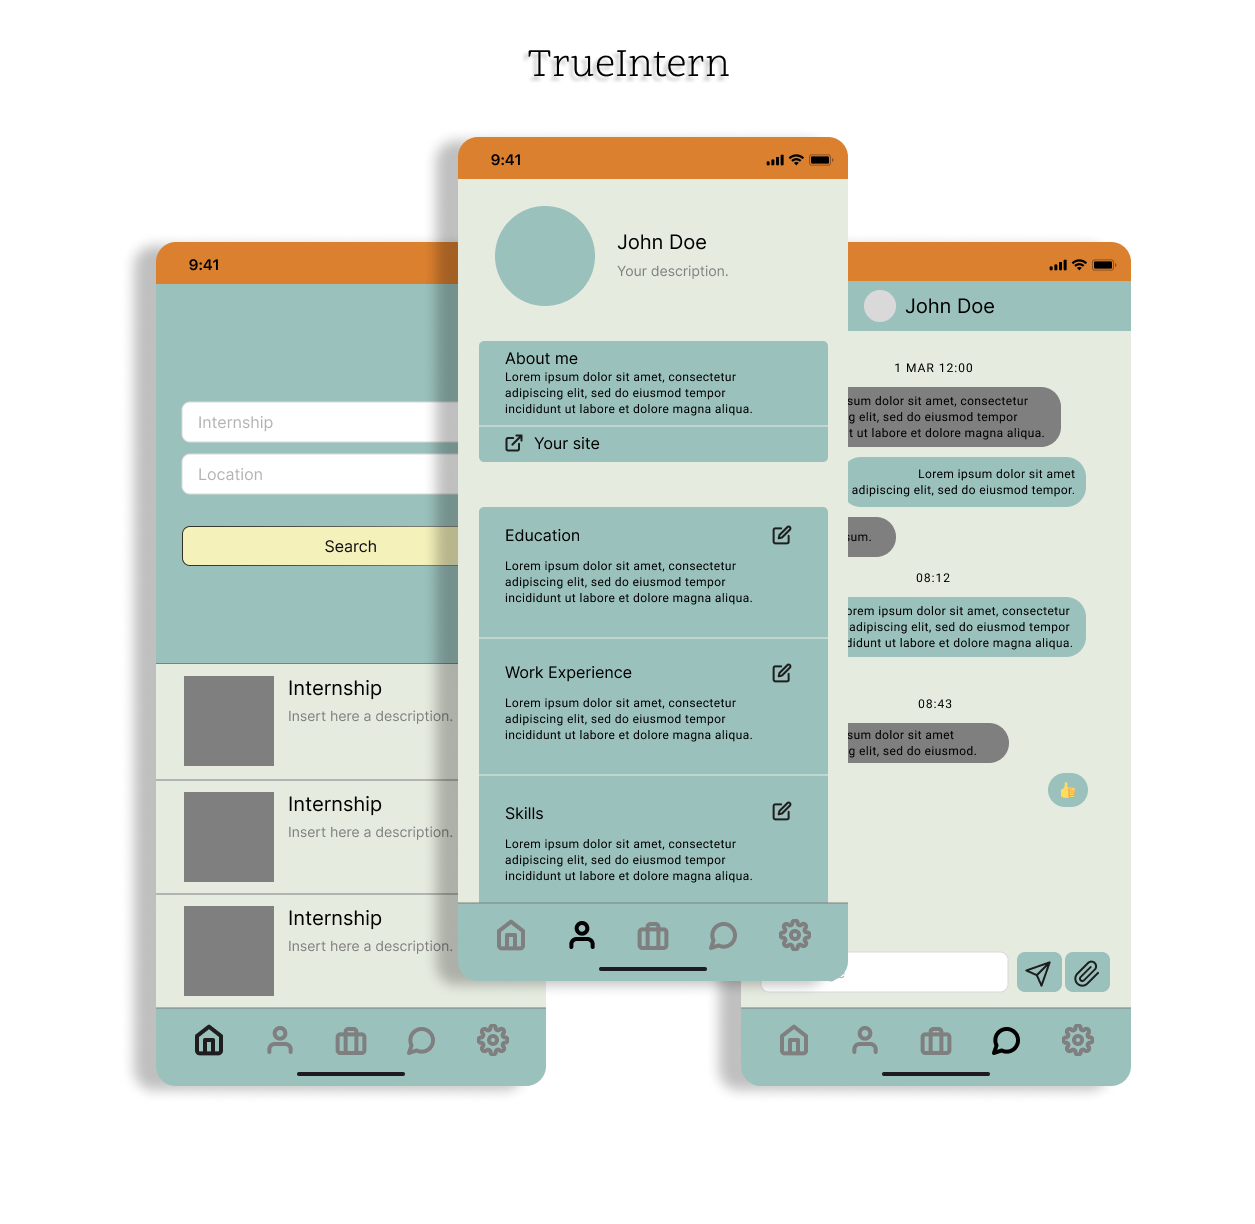 TrueIntern
9:41
Internship
Location
Search
Internship
Insert here a description.
Internship
Insert here a description.
Internship
Insert here a description.
9:41
John Doe
Your description.
About me
Lorem ipsum dolor sit amet, consectetur
adipiscing elit, sed do eiusmod tempor
incididunt ut labore et dolore magna aliqua.
Your site
Education
Lorem ipsum dolor sit amet, consectetur
adipiscing elit, sed do eiusmod tempor
incididunt ut labore et dolore magna aliqua.
Work Experience
Lorem ipsum dolor sit amet, consectetur
adipiscing elit, sed do eiusmod tempor
incididunt ut labore et dolore magna aliqua.
Skills
Lorem ipsum dolor sit amet, consectetur
adipiscing elit, sed do eiusmod tempor
incididunt ut labore et dolore magna aliqua.
John Doe
1 MAR 12:00
sum dolor sit amet, consectetur
g elit, sed do eiusmod tempor
t ut labore et dolore magna aliqua.
Lorem ipsum dolor sit amet
adipiscing elit, sed do eiusmod tempor.
sum.
08:12
orem ipsum dolor sit amet, consectetur
adipiscing elit, sed do eiusmod tempor
didunt ut labore et dolore magna aliqua.
08:43
sum dolor sit amet
g elit, sed do eiusmod.